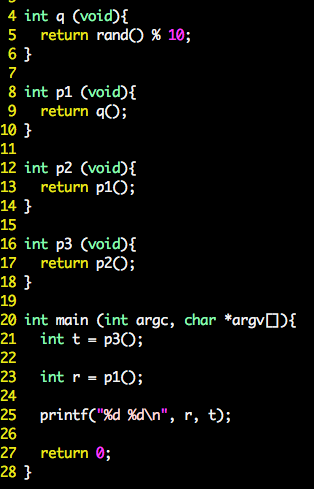 4 int q (void){
5   return rand() % 10;
6 }
7
8 int p1 (void){
9   return q();
10 }
11
12 int p2 (void){
13   return p1();
14 }
15
16 int p3 (void){
17   return p2();
18 }
19
20 int main (int argc, char *argv[]){
21   int t = p3();
22
23   int r = p1();
24
25   printf("%d %d\n", r, t);
26
27   return 0;
28 }